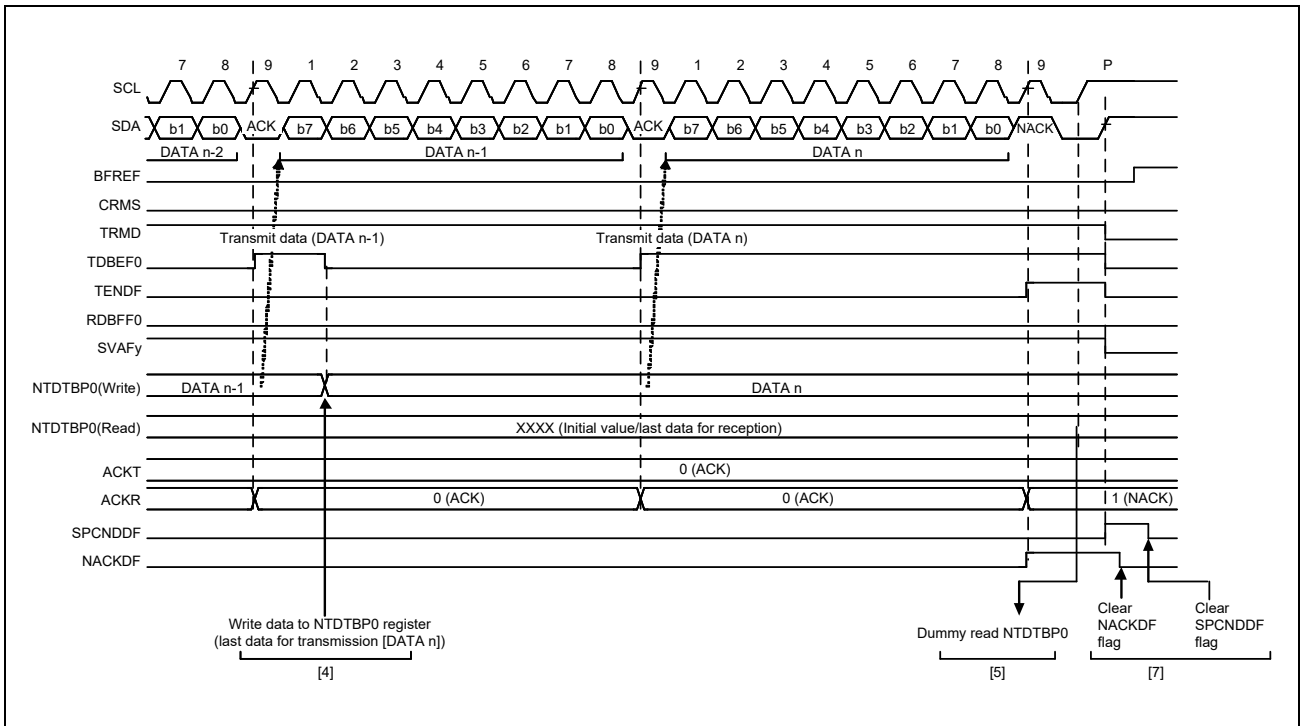 7 8 9 1 2 3 4 5 6 7 8 9 1 2 3 4 5 6 7 8 9 P
SCL
SDA b1 b0 ACK b7 b6 b5 b4 b3 b2 b1 b0 ACK b7 b6 b5 b4 b3 b2 b1 b0 NACK
DATA n-2 DATA n-1 DATA n
BFREF
CRMS
TRMD
Transmit data (DATA n-1) Transmit data (DATA n)
TDBEF0
TENDF
RDBFF0
SVAFy
NTDTBP0(Write) DATA n-1 DATA n
NTDTBP0(Read) XXXX (Initial value/last data for reception)
ACKT 0 (ACK)
ACKR 0 (ACK) 0 (ACK) 1 (NACK)
SPCNDDF
NACKDF
Write data to NTDTBP0 register
(last data for transmission [DATA n])
[4]
Dummy read NTDTBP0
[5]
Clear
NACKDF
flag
Clear
SPCNDDF
flag
[7]